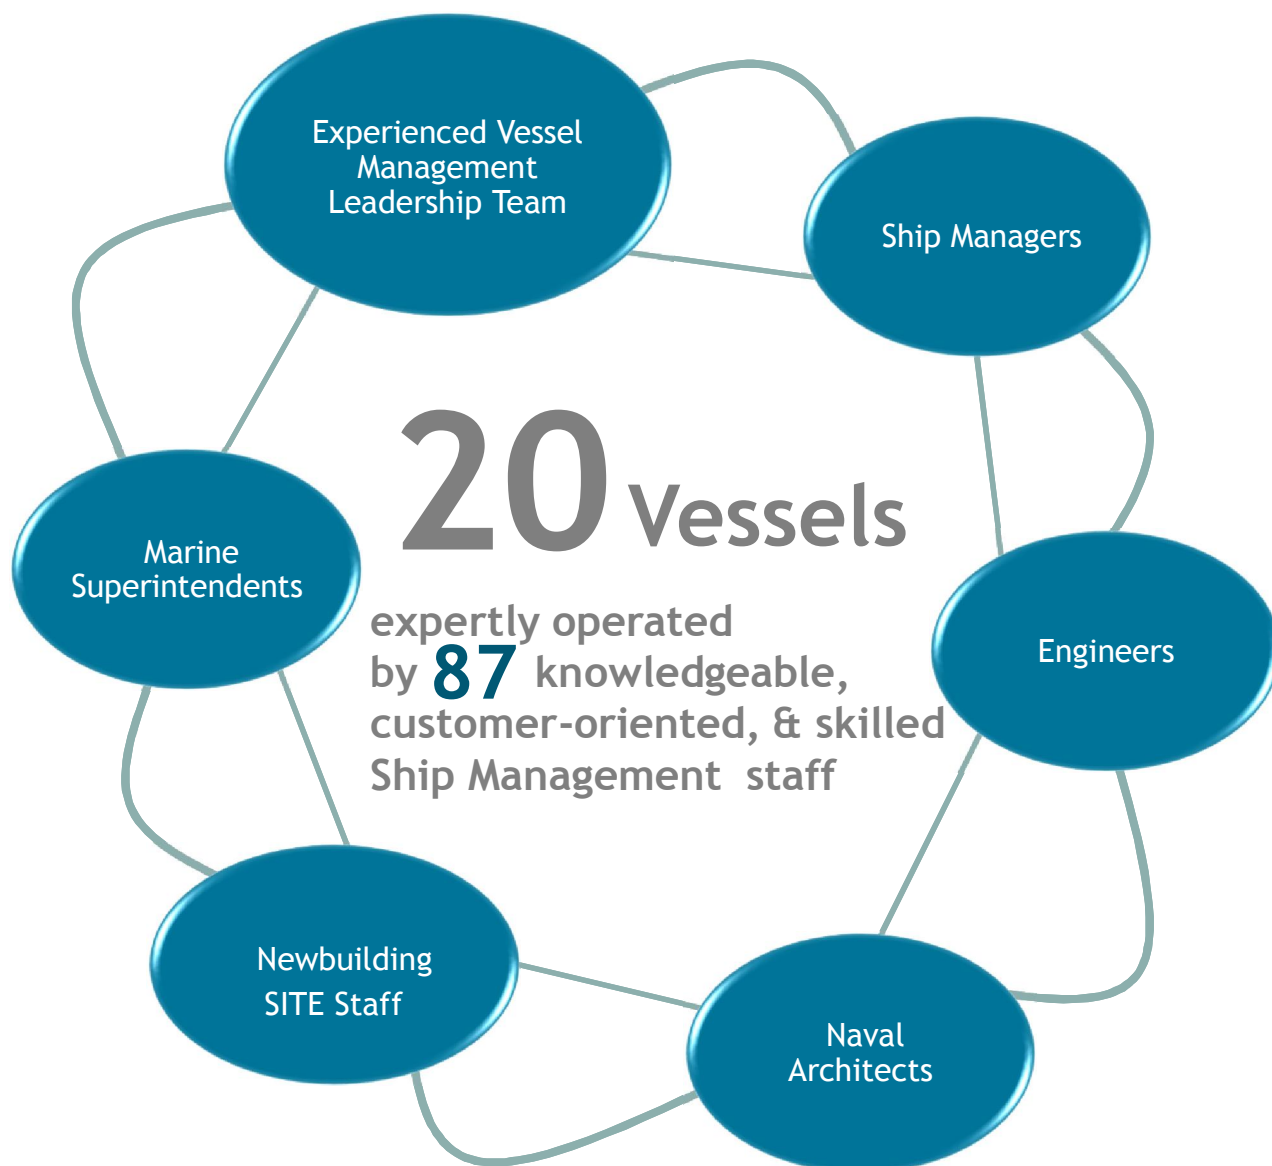 Experienced Vessel
Management
Leadership Team
Ship Managers
20 Vessels
Marine
Superintendents
expertly operated
by 87 knowledgeable,
customer-oriented, & skilled
Ship Management staff
Engineers
Newbuilding
SITE Staff
Naval
Architects